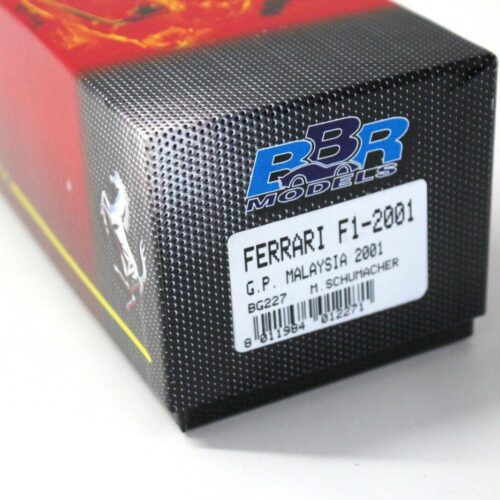 BBR
MODELS
FERRARI F1-2001
G.P. MALAYSIA 2001
BG227 M.SCHUMACHER
8 011984 012271